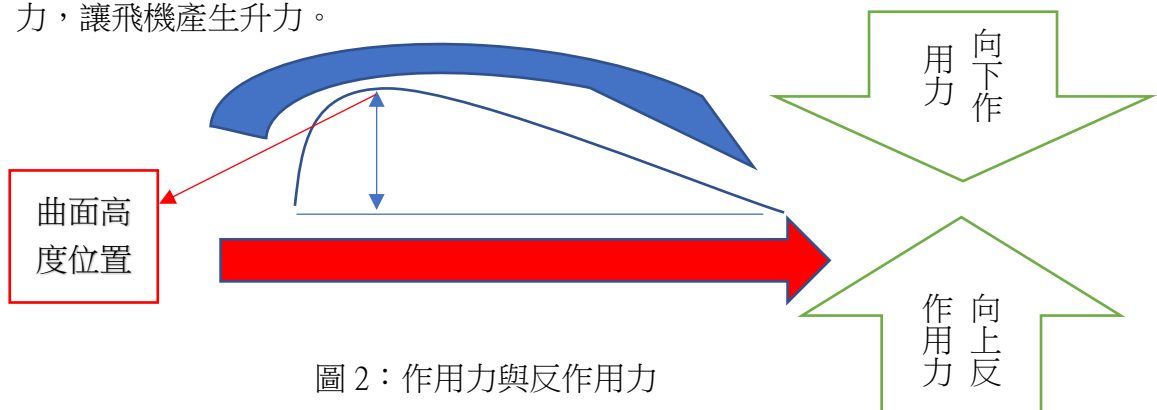 力，讓飛機產生升力。
向下作
用力
曲面高
度位置
向上反
作用力
圖 2：作用力與反作用力